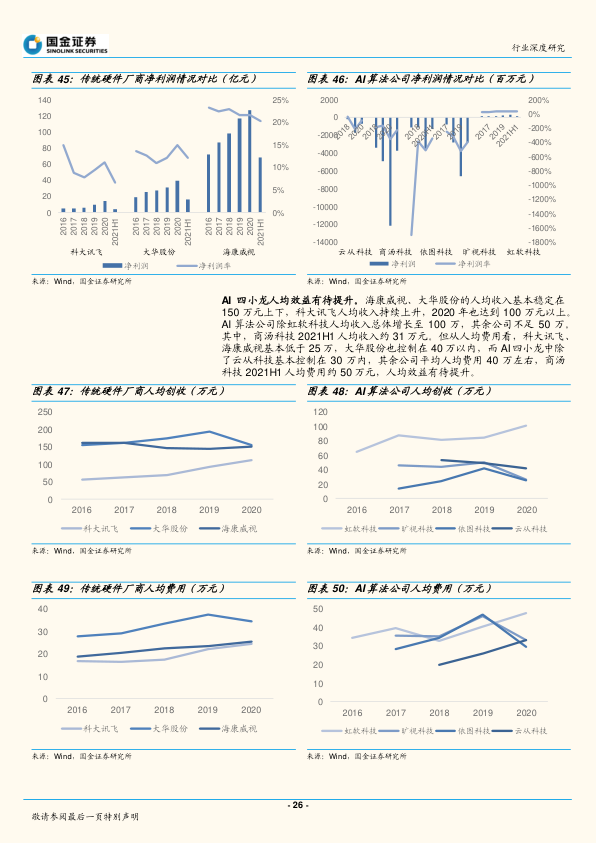 国金证券
SINOLINK SECURITIES
行业深度研究
图表 45：传统硬件厂商净利润情况对比（亿元）
140
120
100
80
60
40
20
0
25%
20%
15%
10%
5%
0%
2016
2017
2018
2019
2020
2021H1
2016
2017
2018
2019
2020
2021H1
2016
2017
2018
2019
2020
2021H1
科大讯飞 大华股份 海康威视
净利润 净利润率
来源：Wind，国金证券研究所
图表 46：AI 算法公司净利润情况对比（百万元）
2000
0
-2000
-4000
-6000
-8000
-10000
-12000
-14000
200%
0%
-200%
-400%
-600%
-800%
-1000%
-1200%
-1400%
-1600%
-1800%
2018
2020
2018
2020
2018
2020H1
2018
2017
2019
2021H1
云从科技 商汤科技 依图科技 旷视科技 虹软科技
净利润 净利润率
来源：Wind，国金证券研究所
AI 四小龙人均效益有待提升。海康威视、大华股份的人均收入基本稳定在
150 万元上下，科大讯飞人均收入持续上升，2020 年也达到 100 万元以上。
AI 算法公司除虹软科技人均收入总体增长至 100 万，其余公司不足 50 万。
其中，商汤科技 2021H1 人均收入约 31 万元。但从人均费用看，科大讯飞、
海康威视基本低于 25 万，大华股份也控制在 40 万以内，而 AI 四小龙中除
了云从科技基本控制在 30 万内，其余公司平均人均费用 40 万左右，商汤
科技 2021H1 人均费用约 50 万元，人均效益有待提升。
图表 47：传统硬件厂商人均创收（万元）
250
200
150
100
50
0
2016 2017 2018 2019 2020
科大讯飞 大华股份 海康威视
来源：Wind，国金证券研究所
图表 48：AI 算法公司人均创收（万元）
120
100
80
60
40
20
0
2016 2017 2018 2019 2020
虹软科技 旷视科技 依图科技 云从科技
来源：Wind，国金证券研究所
图表 49：传统硬件厂商人均费用（万元）
40
30
20
10
0
2016 2017 2018 2019 2020
科大讯飞 大华股份 海康威视
来源：Wind，国金证券研究所
图表 50：AI 算法公司人均费用（万元）
50
40
30
20
10
0
2016 2017 2018 2019 2020
虹软科技 旷视科技 依图科技 云从科技
来源：Wind，国金证券研究所
- 26 -
敬请参阅最后一页特别声明